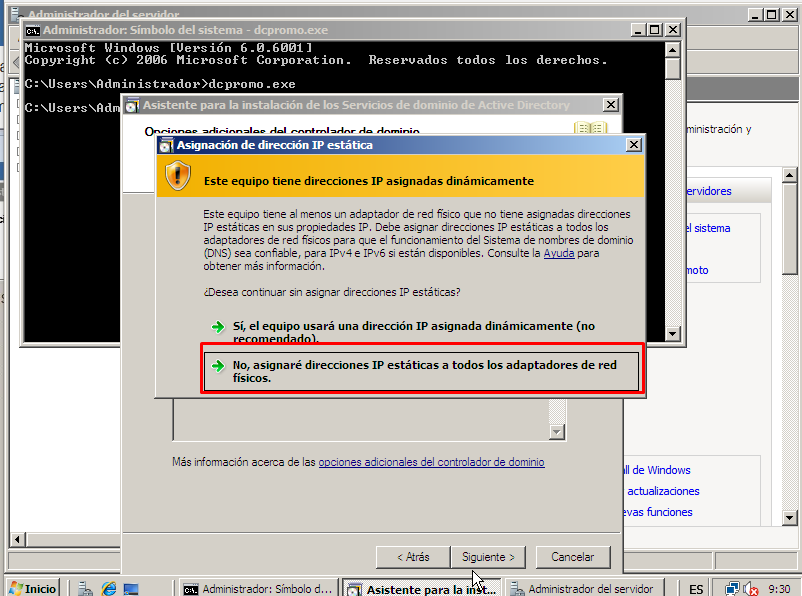 Administrador del servidor
Administrador: Símbolo del sistema - dcpromo.exe
Microsoft Windows [Versión 6.0.6001]
Copyright (c) 2006 Microsoft Corporation.  Reservados todos los derechos.
C:\Users\Administrador>dcpromo.exe
C:\Users\Adm
Asistente para la instalación de los Servicios de dominio de Active Directory
Opciones adicionales del controlador de dominio
Asignación de dirección IP estática
ministración y
Este equipo tiene direcciones IP asignadas dinámicamente
ervidores
Este equipo tiene al menos un adaptador de red físico que no tiene asignadas direcciones
IP estáticas en sus propiedades IP. Debe asignar direcciones IP estáticas a todos los
adaptadores de red físicos para que el funcionamiento del Sistema de nombres de dominio
(DNS) sea confiable, para IPv4 e IPv6 si están disponibles. Consulte la Ayuda para
obtener más información.
el sistema
moto
¿Desea continuar sin asignar direcciones IP estáticas?
Sí, el equipo usará una dirección IP asignada dinámicamente (no
recomendado).
No, asignaré direcciones IP estáticas a todos los adaptadores de red
físicos.
Más información acerca de las opciones adicionales del controlador de dominio
all de Windows
actualizaciones
evas funciones
< Atrás
Siguiente >
Cancelar
Inicio
Administrador: Símbolo d...
Asistente para la inst...
Administrador del servidor
ES
9:30